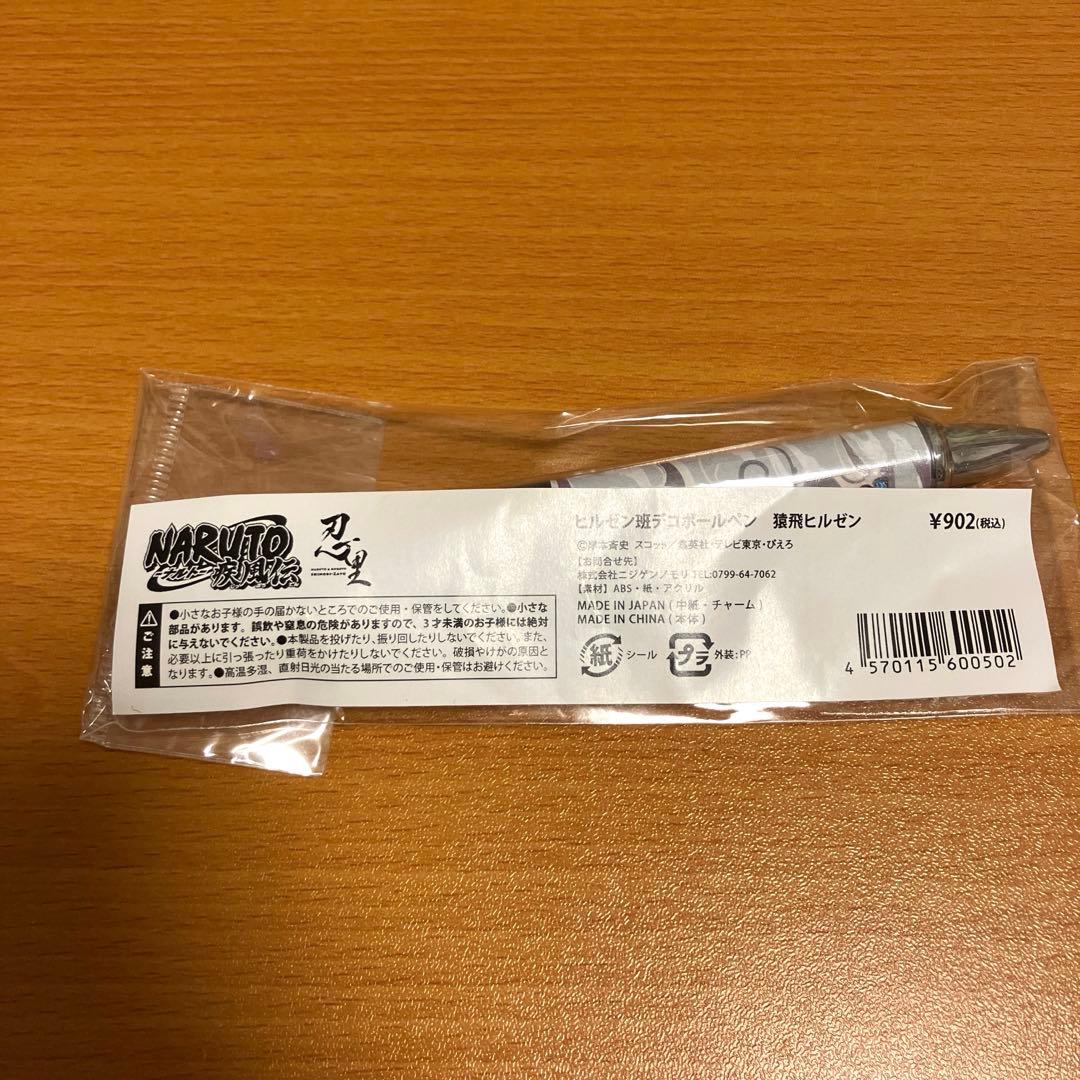 NARUTO
ナルト
疾風伝
忍里
NARUTO & BORUTO
SHINOBI-ZATO
ご注意
●小さなお子様の手の届かないところでのご使用・保管をしてください。●小さな
部品があります。誤飲や窒息の危険がありますので、3才未満のお子様には絶対
に与えないでください。●本製品を投げたり、振り回したりしないでください。また、
必要以上に引っ張ったり重荷をかけたりしないでください。破損やけがの原因と
なります。●高温多湿、直射日光の当たる場所でのご使用・保管はお避けください。
ヒルゼン班デコボールペン 猿飛ヒルゼン
¥902(税込)
©岸本斉史 スコット/集英社・テレビ東京・ぴえろ
【お問合せ先】
株式会社ニジゲンノモリ TEL:0799-64-7062
【素材】ABS・紙・アクリル
MADE IN JAPAN ( 中紙・チャーム )
MADE IN CHINA ( 本体 )
紙 シール
プラ 外装:PP
4 570115 600502